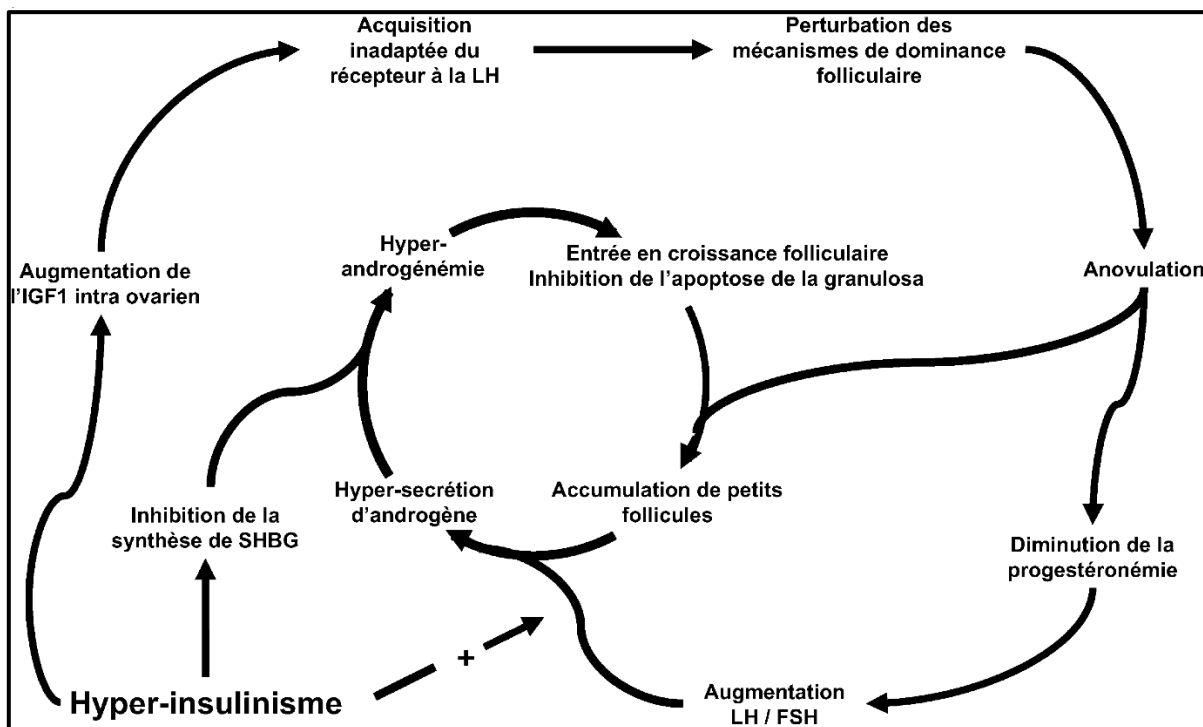 Acquisition
inadaptée du
récepteur à la LH
Perturbation des
mécanismes de dominance
folliculaire
Augmentation de
l'IGF1 intra ovarien
Hyper-
androgénémie
Entrée en croissance folliculaire
Inhibition de l'apoptose de la granulosa
Anovulation
Inhibition de la
synthèse de SHBG
Hyper-secrétion
d'androgène
Accumulation de petits
follicules
Diminution de la
progestéronémie
Hyper-insulinisme
+
Augmentation
LH / FSH